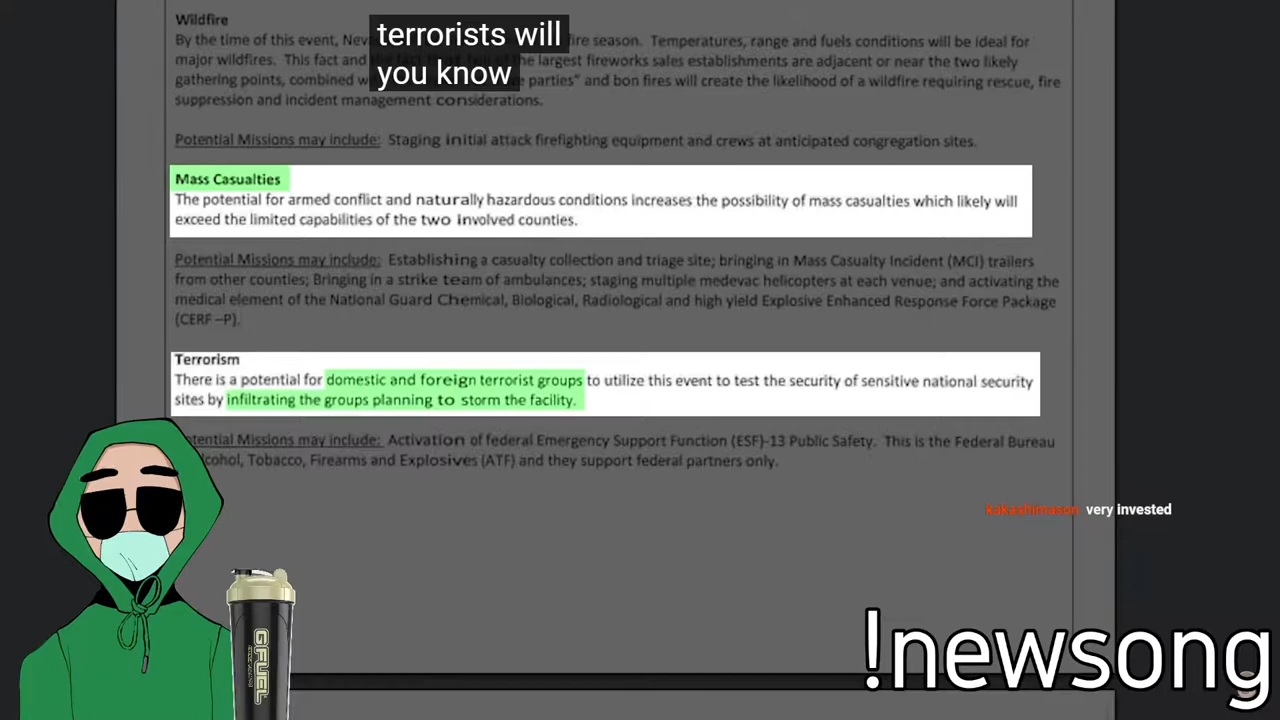 Wildfire
terrorists will
you know
By the time of this event, Nev fire season. Temperatures, range and fuels conditions will be ideal for
major wildfires. This fact and the largest fireworks sales establishments are adjacent or near the two likely
gathering points, combined parties" and bon fires will create the likelihood of a wildfire requiring rescue, fire
suppression and incident management considerations.
Potential Missions may include: Staging initial attack firefighting equipment and crews at anticipated congregation sites.
Mass Casualties
The potential for armed conflict and naturally hazardous conditions increases the possibility of mass casualties which likely will
exceed the limited capabilities of the two involved counties.
Potential Missions may include: Establishing a casualty collection and triage site; bringing in Mass Casualty Incident (MCI) trailers
from other counties; Bringing in a strike team of ambulances; staging multiple medevac helicopters at each venue; and activating the
medical element of the National Guard Chemical, Biological, Radiological and high yield Explosive Enhanced Response Force Package
(CERF –P).
Terrorism
There is a potential for domestic and foreign terrorist groups to utilize this event to test the security of sensitive national security
sites by infiltrating the groups planning to storm the facility.
otential Missions may include: Activation of federal Emergency Support Function (ESF)-13 Public Safety. This is the Federal Bureau
cohol, Tobacco, Firearms and Explosives (ATF) and they support federal partners only.
kakashimason very invested
GFUEL
!newsong